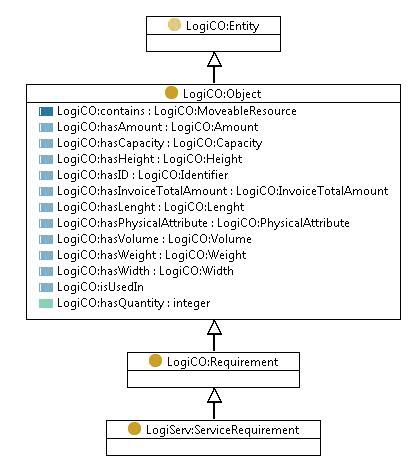 LogiCO:Entity
LogiCO:Object
LogiCO:contains : LogiCO:MoveableResource
LogiCO:hasAmount : LogiCO:Amount
LogiCO:hasCapacity : LogiCO:Capacity
LogiCO:hasHeight : LogiCO:Height
LogiCO:hasID : LogiCO:Identifier
LogiCO:hasInvoiceTotalAmount : LogiCO:InvoiceTotalAmount
LogiCO:hasLenght : LogiCO:Lenght
LogiCO:hasPhysicalAttribute : LogiCO:PhysicalAttribute
LogiCO:hasVolume : LogiCO:Volume
LogiCO:hasWeight : LogiCO:Weight
LogiCO:hasWidth : LogiCO:Width
LogiCO:isUsedIn
LogiCO:hasQuantity : integer
LogiCO:Requirement
LogiServ:ServiceRequirement